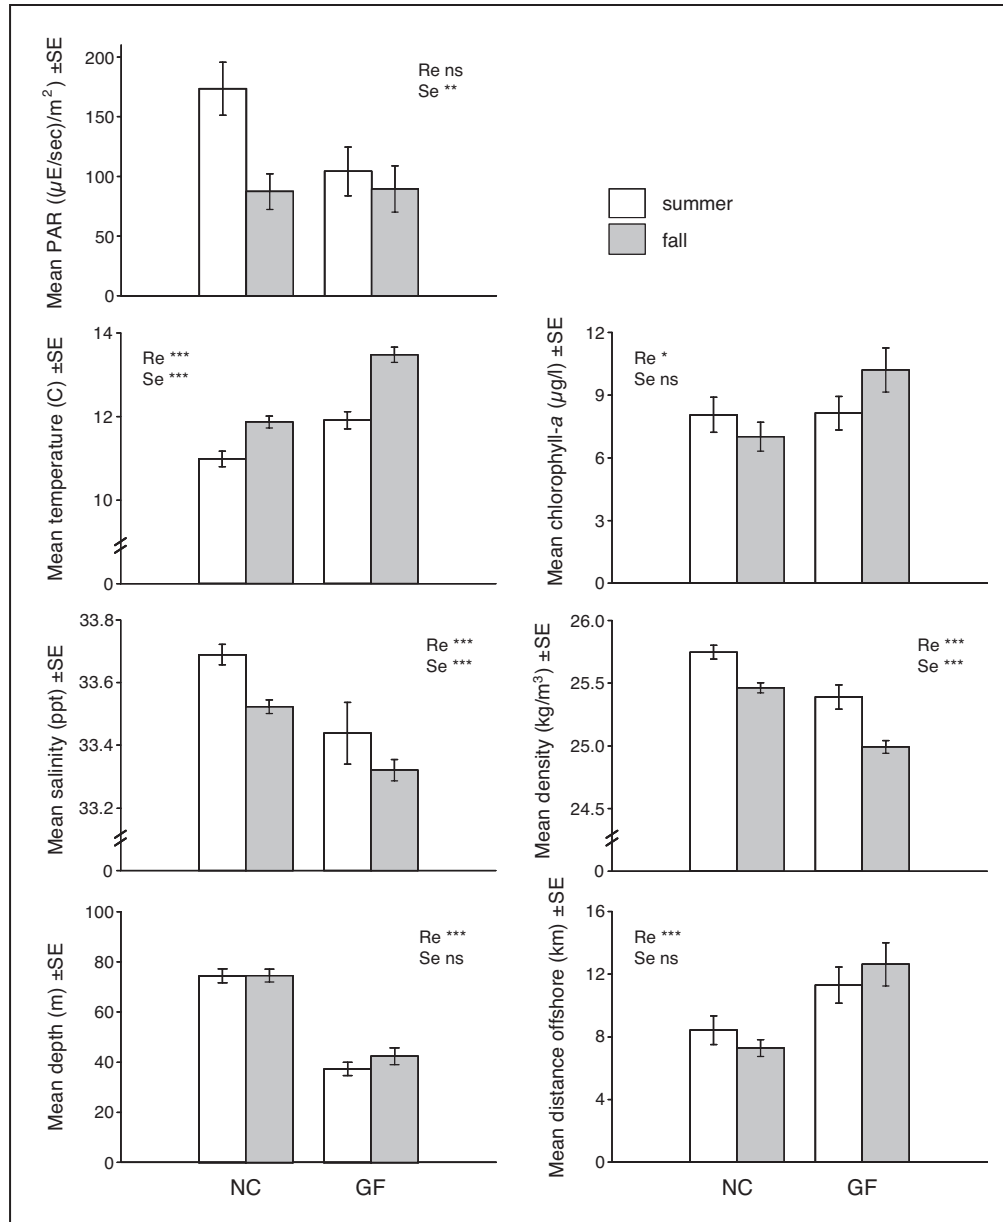 Mean PAR ((µE/sec)/m²) ±SE
200
150
100
50
0
Re ns
Se **
summer
fall
Mean temperature (C) ±SE
14
12
10
0
Re ***
Se ***
Mean chlorophyll-a (µg/l) ±SE
12
9
6
3
0
Re *
Se ns
Mean salinity (ppt) ±SE
33.8
33.6
33.4
33.2
0
Re ***
Se ***
Mean density (kg/m³) ±SE
26.0
25.5
25.0
24.5
0
Re ***
Se ***
Mean depth (m) ±SE
100
80
60
40
20
0
Re ***
Se ns
NC GF
Mean distance offshore (km) ±SE
16
12
8
4
0
Re ***
Se ns
NC GF